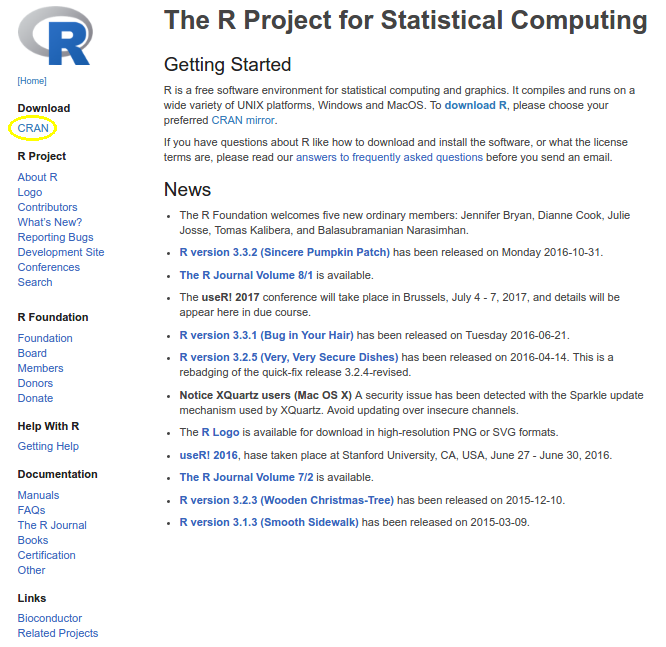 R
[Home]
Download
CRAN
R Project
About R
Logo
Contributors
What's New?
Reporting Bugs
Development Site
Conferences
Search
R Foundation
Foundation
Board
Members
Donors
Donate
Help With R
Getting Help
Documentation
Manuals
FAQs
The R Journal
Books
Certification
Other
Links
Bioconductor
Related Projects
The R Project for Statistical Computing
Getting Started
R is a free software environment for statistical computing and graphics. It compiles and runs on a
wide variety of UNIX platforms, Windows and MacOS. To download R, please choose your
preferred CRAN mirror.
If you have questions about R like how to download and install the software, or what the license
terms are, please read our answers to frequently asked questions before you send an email.
News
• The R Foundation welcomes five new ordinary members: Jennifer Bryan, Dianne Cook, Julie
Josse, Tomas Kalibera, and Balasubramanian Narasimhan.
• R version 3.3.2 (Sincere Pumpkin Patch) has been released on Monday 2016-10-31.
• The R Journal Volume 8/1 is available.
• The useR! 2017 conference will take place in Brussels, July 4 - 7, 2017, and details will be
appear here in due course.
• R version 3.3.1 (Bug in Your Hair) has been released on Tuesday 2016-06-21.
• R version 3.2.5 (Very, Very Secure Dishes) has been released on 2016-04-14. This is a
rebadging of the quick-fix release 3.2.4-revised.
• Notice XQuartz users (Mac OS X) A security issue has been detected with the Sparkle update
mechanism used by XQuartz. Avoid updating over insecure channels.
• The R Logo is available for download in high-resolution PNG or SVG formats.
• useR! 2016, hase taken place at Stanford University, CA, USA, June 27 - June 30, 2016.
• The R Journal Volume 7/2 is available.
• R version 3.2.3 (Wooden Christmas-Tree) has been released on 2015-12-10.
• R version 3.1.3 (Smooth Sidewalk) has been released on 2015-03-09.